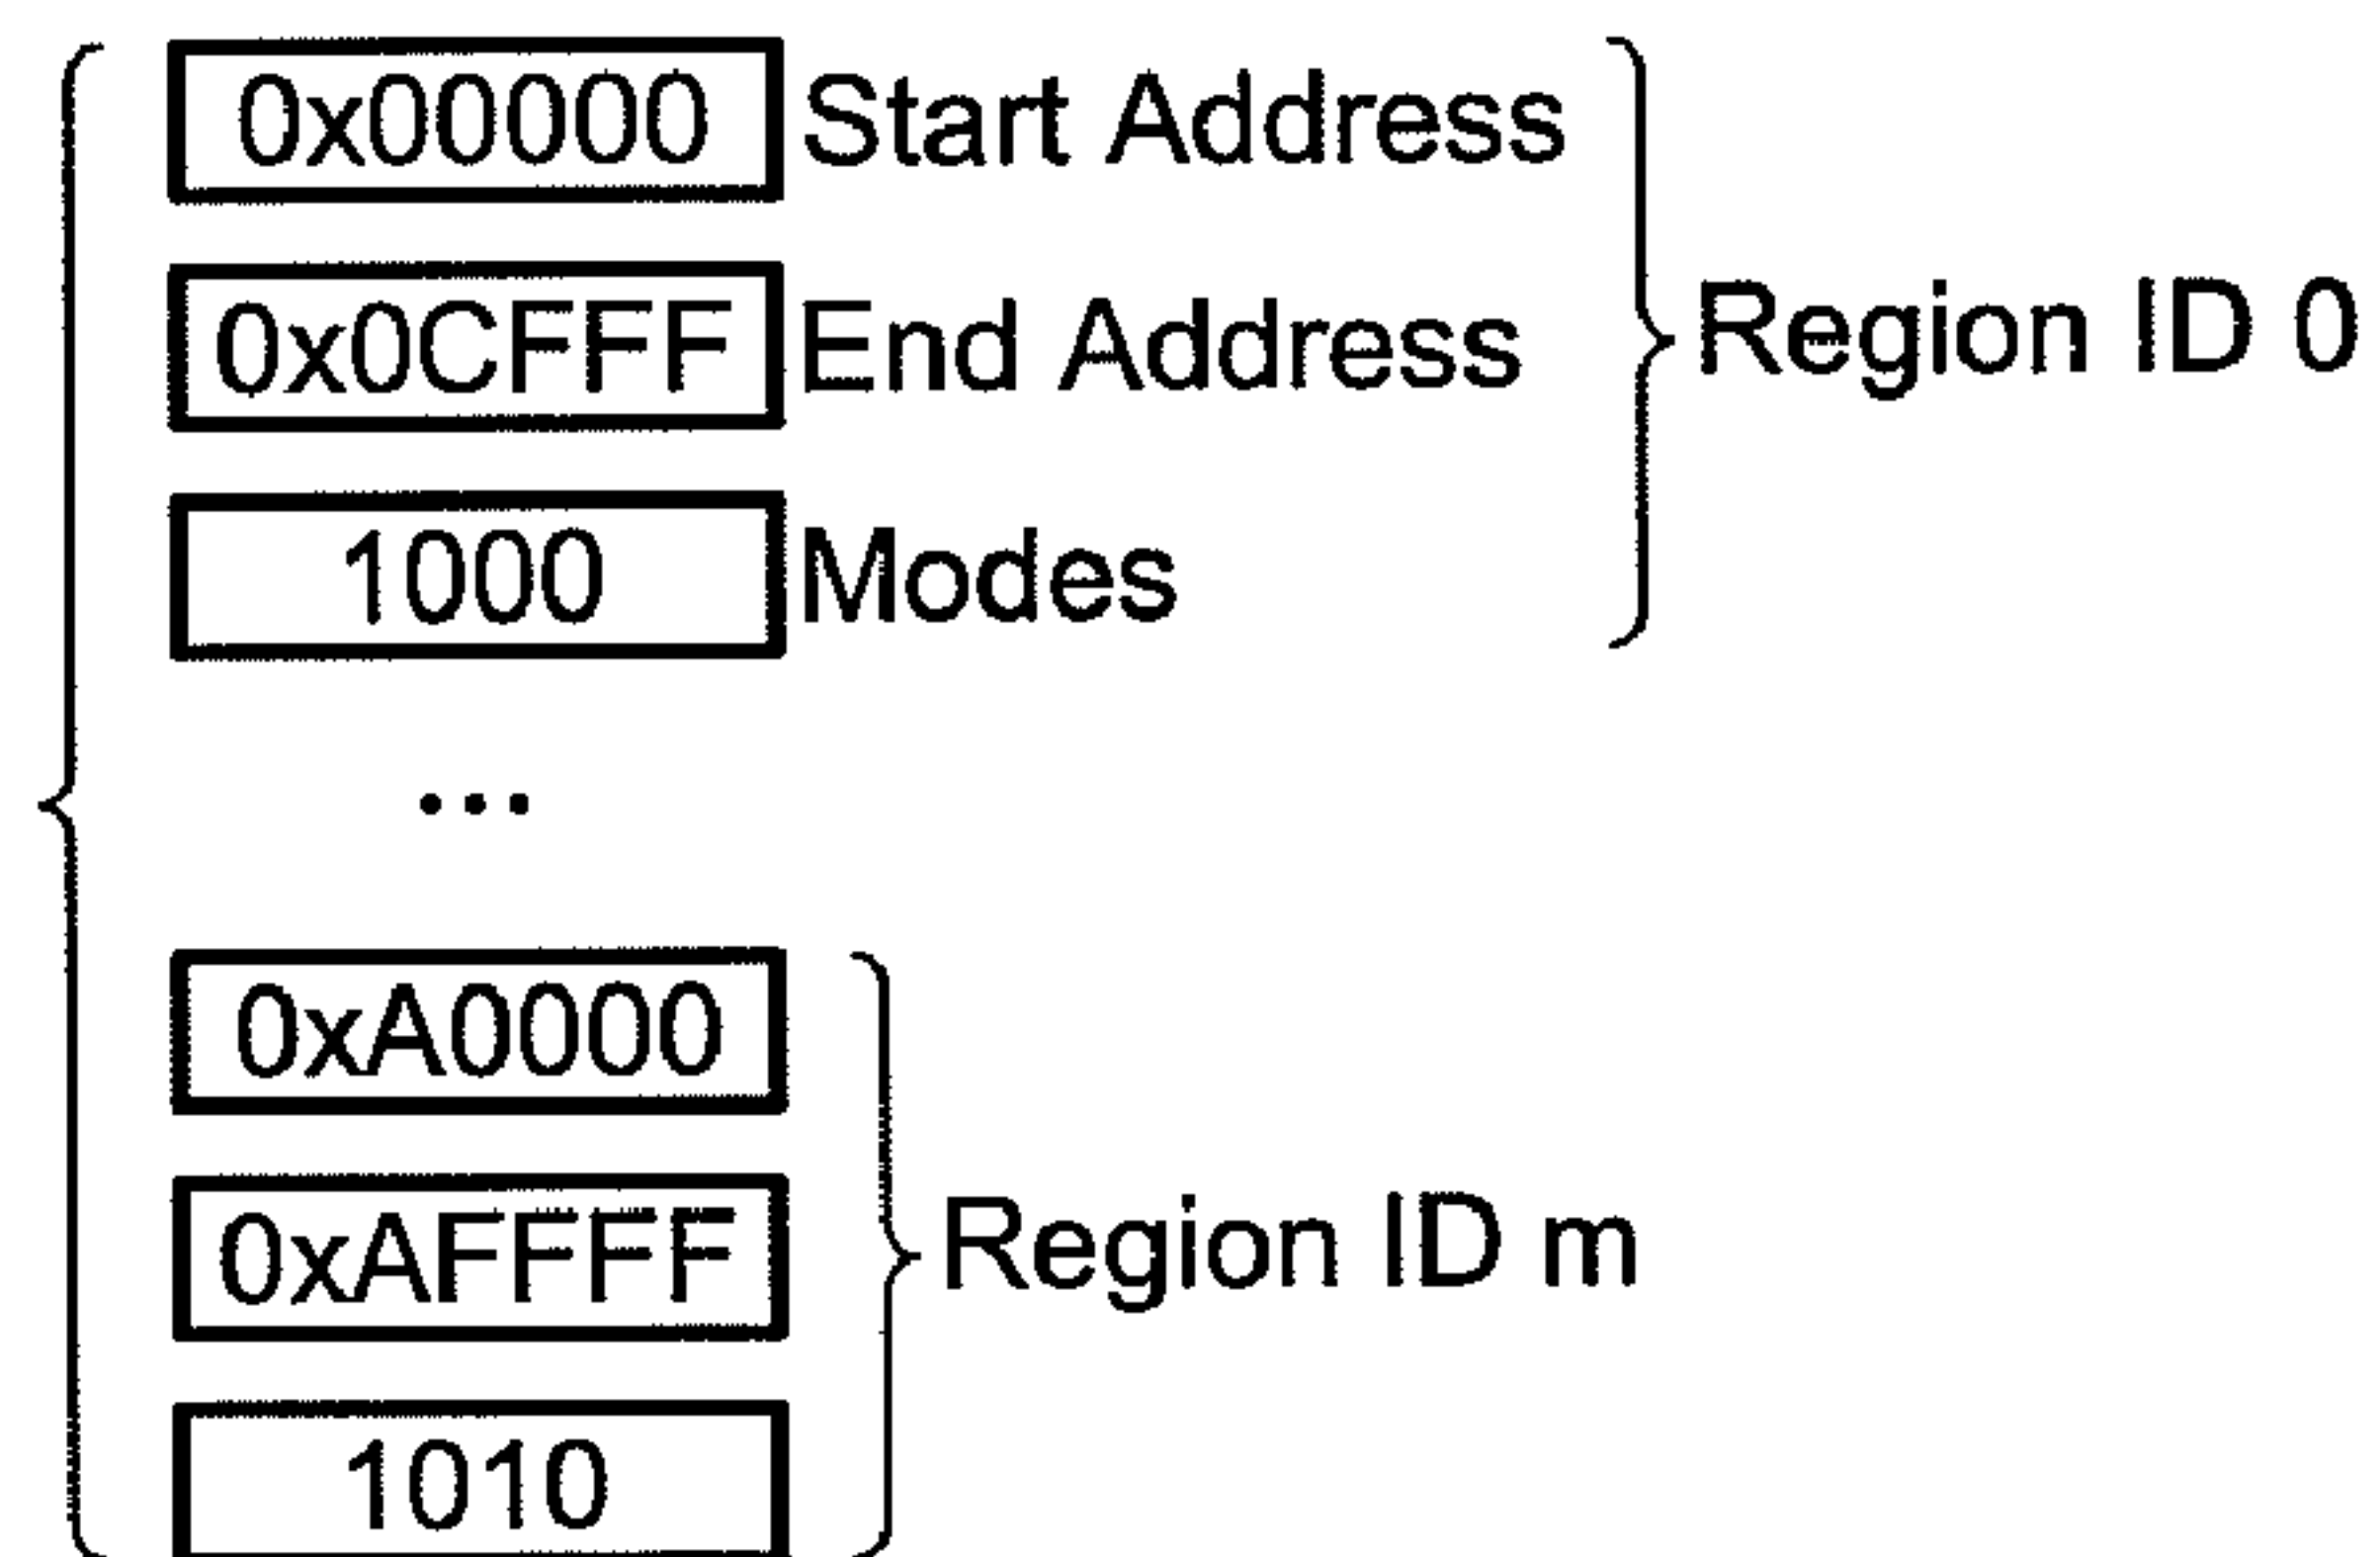 0x00000 Start Address
0x0CFFF End Address
Region ID 0
1000 Modes
...
0xA0000
0xAFFFF
Region ID m
1010